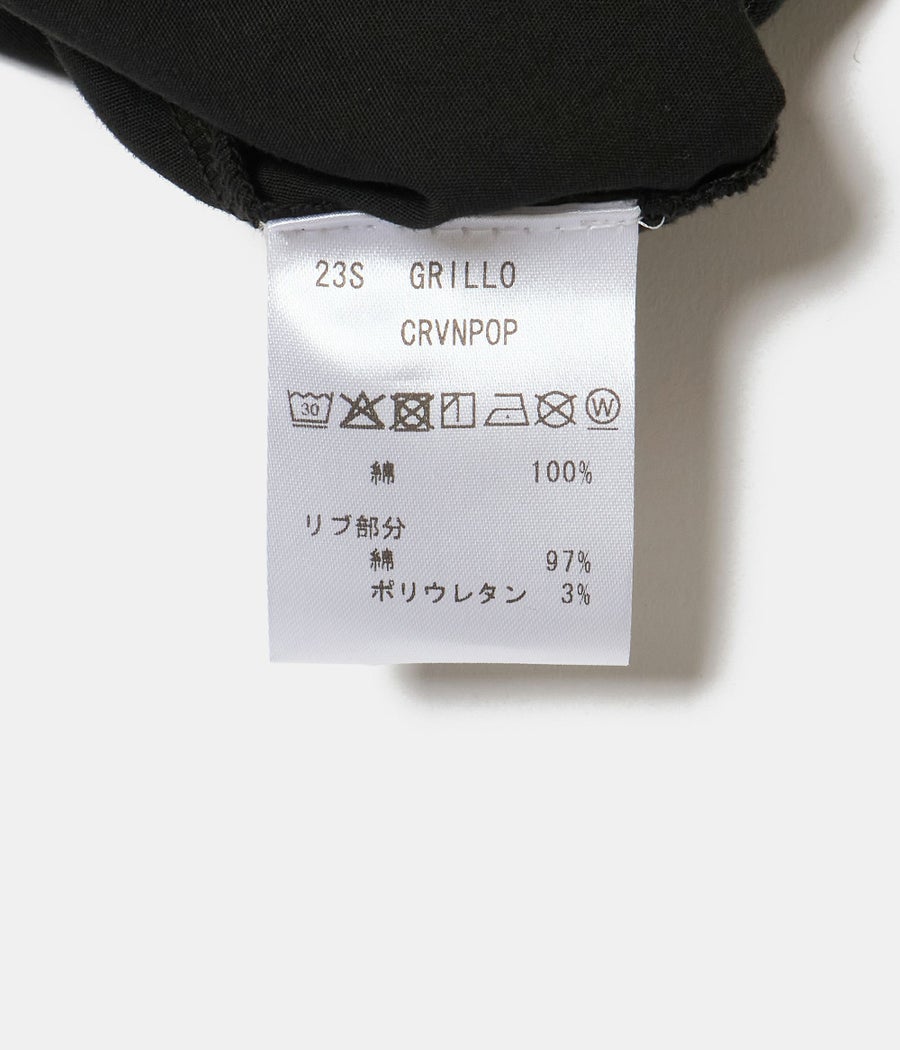 23S GRILLO
CRVNPOP
30 W
綿 100%
リブ部分
綿 97%
ポリウレタン 3%